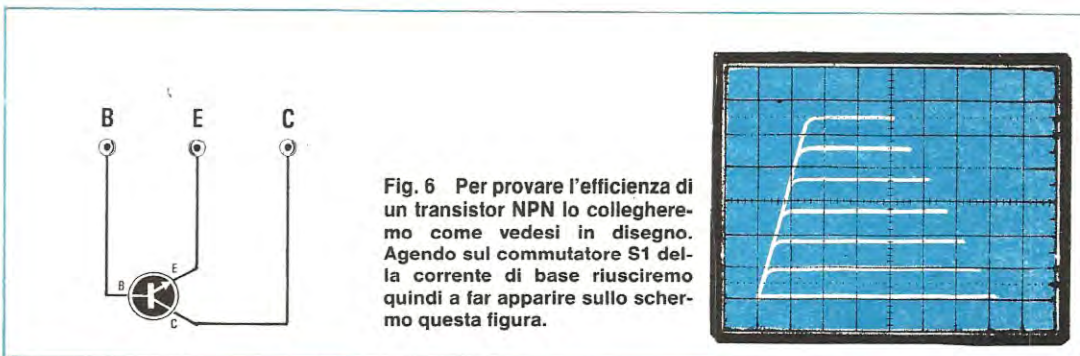 B E C
Fig. 6 Per provare l'efficienza di
un transistor NPN lo collleghere-
mo come vedesi in disegno.
Agendo sul commutatore S1 del-
la corrente di base riusciremo
quindi a far apparire sullo scher-
mo questa figura.
E
B
C